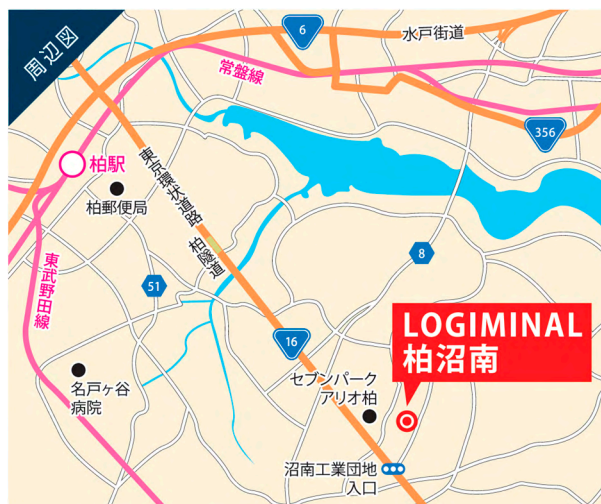 周辺図
6
水戸街道
常盤線
356
柏駅
柏郵便局
東京環状道路
柏隧道
東武野田線
51
8
16
LOGIMINAL
柏沼南
セブンパーク
アリオ柏
名戸ヶ谷
病院
沼南工業団地
入口